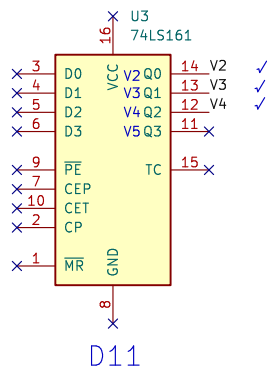 U3
74LS161
16
VCC
3 D0 V2 Q0 14 V2 ✓
4 D1 V3 Q1 13 V3 ✓
5 D2 V4 Q2 12 V4 ✓
6 D3 V5 Q3 11
9 PE TC 15
7 CEP
10 CET
2 CP
1 MR
GND
8
D11